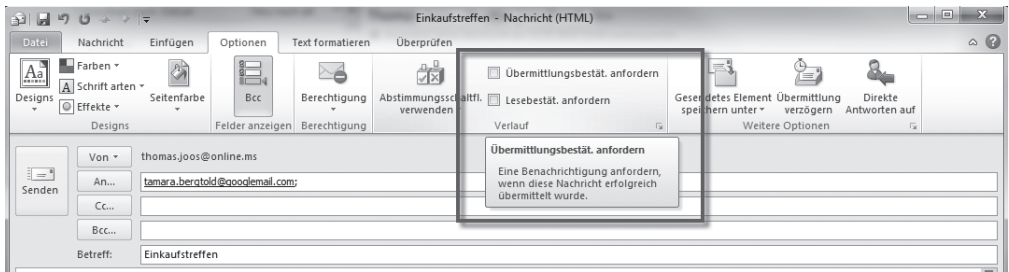 Einkaufstreffen - Nachricht (HTML)
Datei Nachricht Einfügen Optionen Text formatieren Überprüfen
Aa
Designs
Farben
A Schriftarten
Effekte
Designs
Seitenfarbe
Bcc
Felder anzeigen
Berechtigung
Berechtigung
Abstimmungsschaltfl.
verwenden
Übermittlungsbestät. anfordern
Lesebestät. anfordern
Verlauf
Gesendetes Element
speichern unter
Übermittlung
verzögern
Direkte
Antworten auf
Weitere Optionen
Übermittlungsbestät. anfordern
Eine Benachrichtigung anfordern,
wenn diese Nachricht erfolgreich
übermittelt wurde.
Senden
Von thomas.joos@online.ms
An... tamara.bergtold@googlemail.com;
Cc...
Bcc...
Betreff: Einkaufstreffen